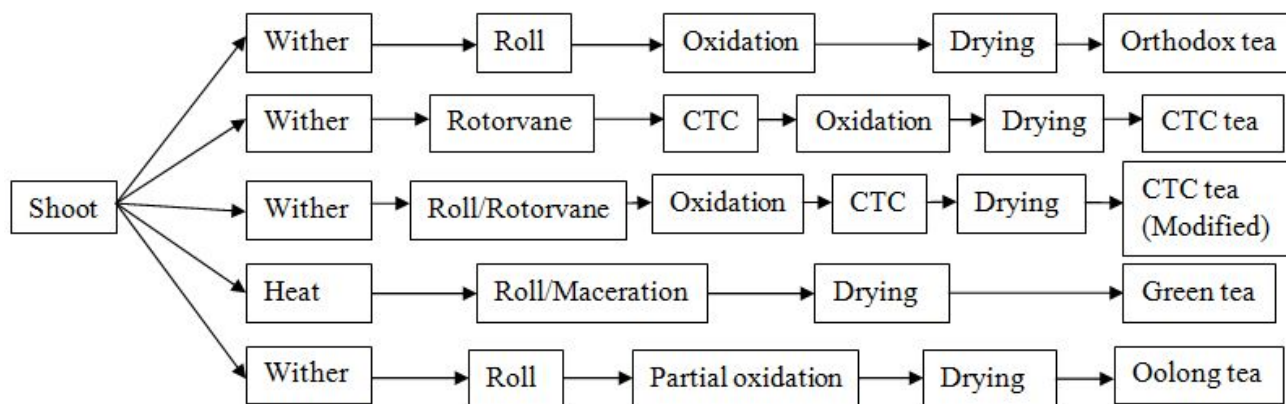 Wither
Roll
Oxidation
Drying
Orthodox tea
Wither
Rotorvane
CTC
Oxidation
Drying
CTC tea
Shoot
Wither
Roll/Rotorvane
Oxidation
CTC
Drying
CTC tea
(Modified)
Heat
Roll/Maceration
Drying
Green tea
Wither
Roll
Partial oxidation
Drying
Oolong tea